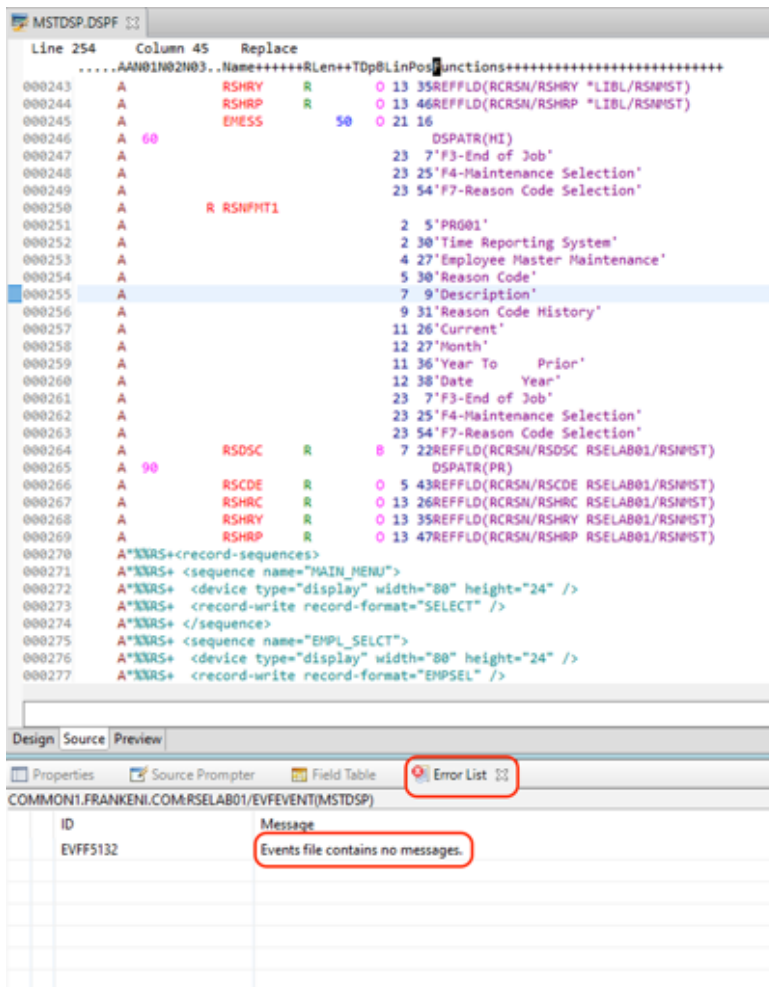 MSTDSP.DSPF
Line 254 Column 45 Replace
.....AAN01N02N03..Name++++++RLen++TDpBLinPosFunctions++++++++++++++++++++++++++++
000243 A RSHRY R O 13 35REFFLD(RCRSN/RSHRY *LIBL/RSNMST)
000244 A RSHRP R O 13 46REFFLD(RCRSN/RSHRP *LIBL/RSNMST)
000245 A EMESS 50 O 21 16
000246 A 60 DSPATR(HI)
000247 A 23 7'F3-End of Job'
000248 A 23 25'F4-Maintenance Selection'
000249 A 23 54'F7-Reason Code Selection'
000250 A R RSNFMT1
000251 A 2 5'PRG01'
000252 A 2 30'Time Reporting System'
000253 A 4 27'Employee Master Maintenance'
000254 A 5 30'Reason Code'
000255 A 7 9'Description'
000256 A 9 31'Reason Code History'
000257 A 11 26'Current'
000258 A 12 27'Month'
000259 A 11 36'Year To Prior'
000260 A 12 38'Date Year'
000261 A 23 7'F3-End of Job'
000262 A 23 25'F4-Maintenance Selection'
000263 A 23 54'F7-Reason Code Selection'
000264 A RSDSC R B 7 22REFFLD(RCRSN/RSDSC RSELAB01/RSNMST)
000265 A 90 DSPATR(PR)
000266 A RSCDE R O 5 43REFFLD(RCRSN/RSCDE RSELAB01/RSNMST)
000267 A RSHRC R O 13 26REFFLD(RCRSN/RSHRC RSELAB01/RSNMST)
000268 A RSHRY R O 13 35REFFLD(RCRSN/RSHRY RSELAB01/RSNMST)
000269 A RSHRP R O 13 47REFFLD(RCRSN/RSHRP RSELAB01/RSNMST)
000270 A*%%RS+<record-sequences>
000271 A*%%RS+ <sequence name="MAIN_MENU">
000272 A*%%RS+ <device type="display" width="80" height="24" />
000273 A*%%RS+ <record-write record-format="SELECT" />
000274 A*%%RS+ </sequence>
000275 A*%%RS+ <sequence name="EMPL_SELCT">
000276 A*%%RS+ <device type="display" width="80" height="24" />
000277 A*%%RS+ <record-write record-format="EMPSEL" />
Design Source Preview
Properties Source Prompter Field Table Error List
COMMON1.FRANKENI.COM:RSELAB01/EVFEVENT(MSTDSP)
ID Message
EVFF5132 Events file contains no messages.